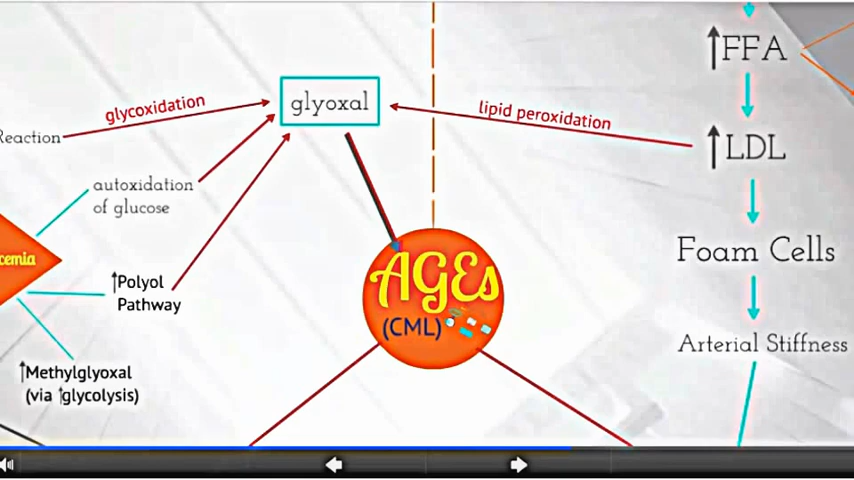 glycoxidation
glyoxal
lipid peroxidation
↑FFA
Reaction
↑LDL
autoxidation
of glucose
Foam Cells
cemia
AGEs
(CML)
↑Polyol
Pathway
Arterial Stiffness
↑Methylglyoxal
(via ↑glycolysis)